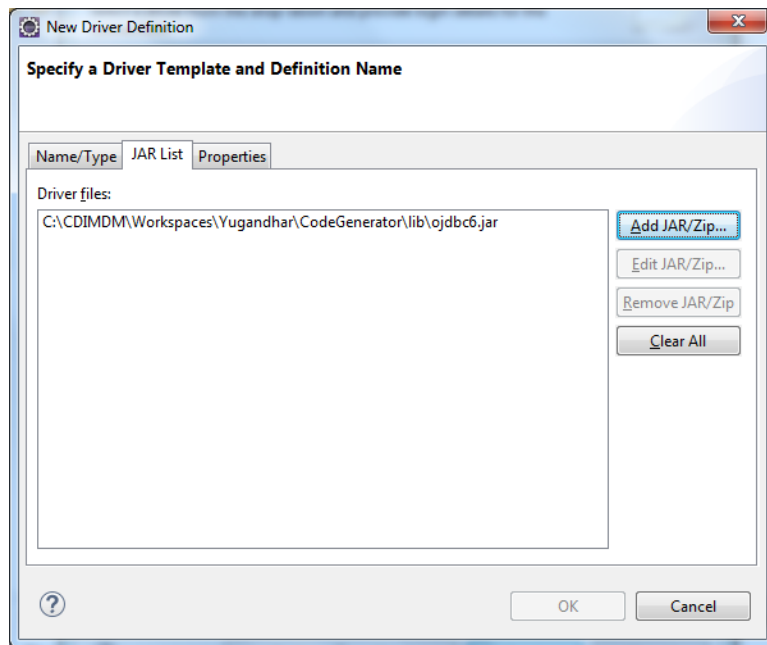 New Driver Definition
Specify a Driver Template and Definition Name
Name/Type JAR List Properties
Driver files:
C:\CDIMDM\Workspaces\Yugandhar\CodeGenerator\lib\ojdbc6.jar
Add JAR/Zip...
Edit JAR/Zip...
Remove JAR/Zip
Clear All
OK Cancel